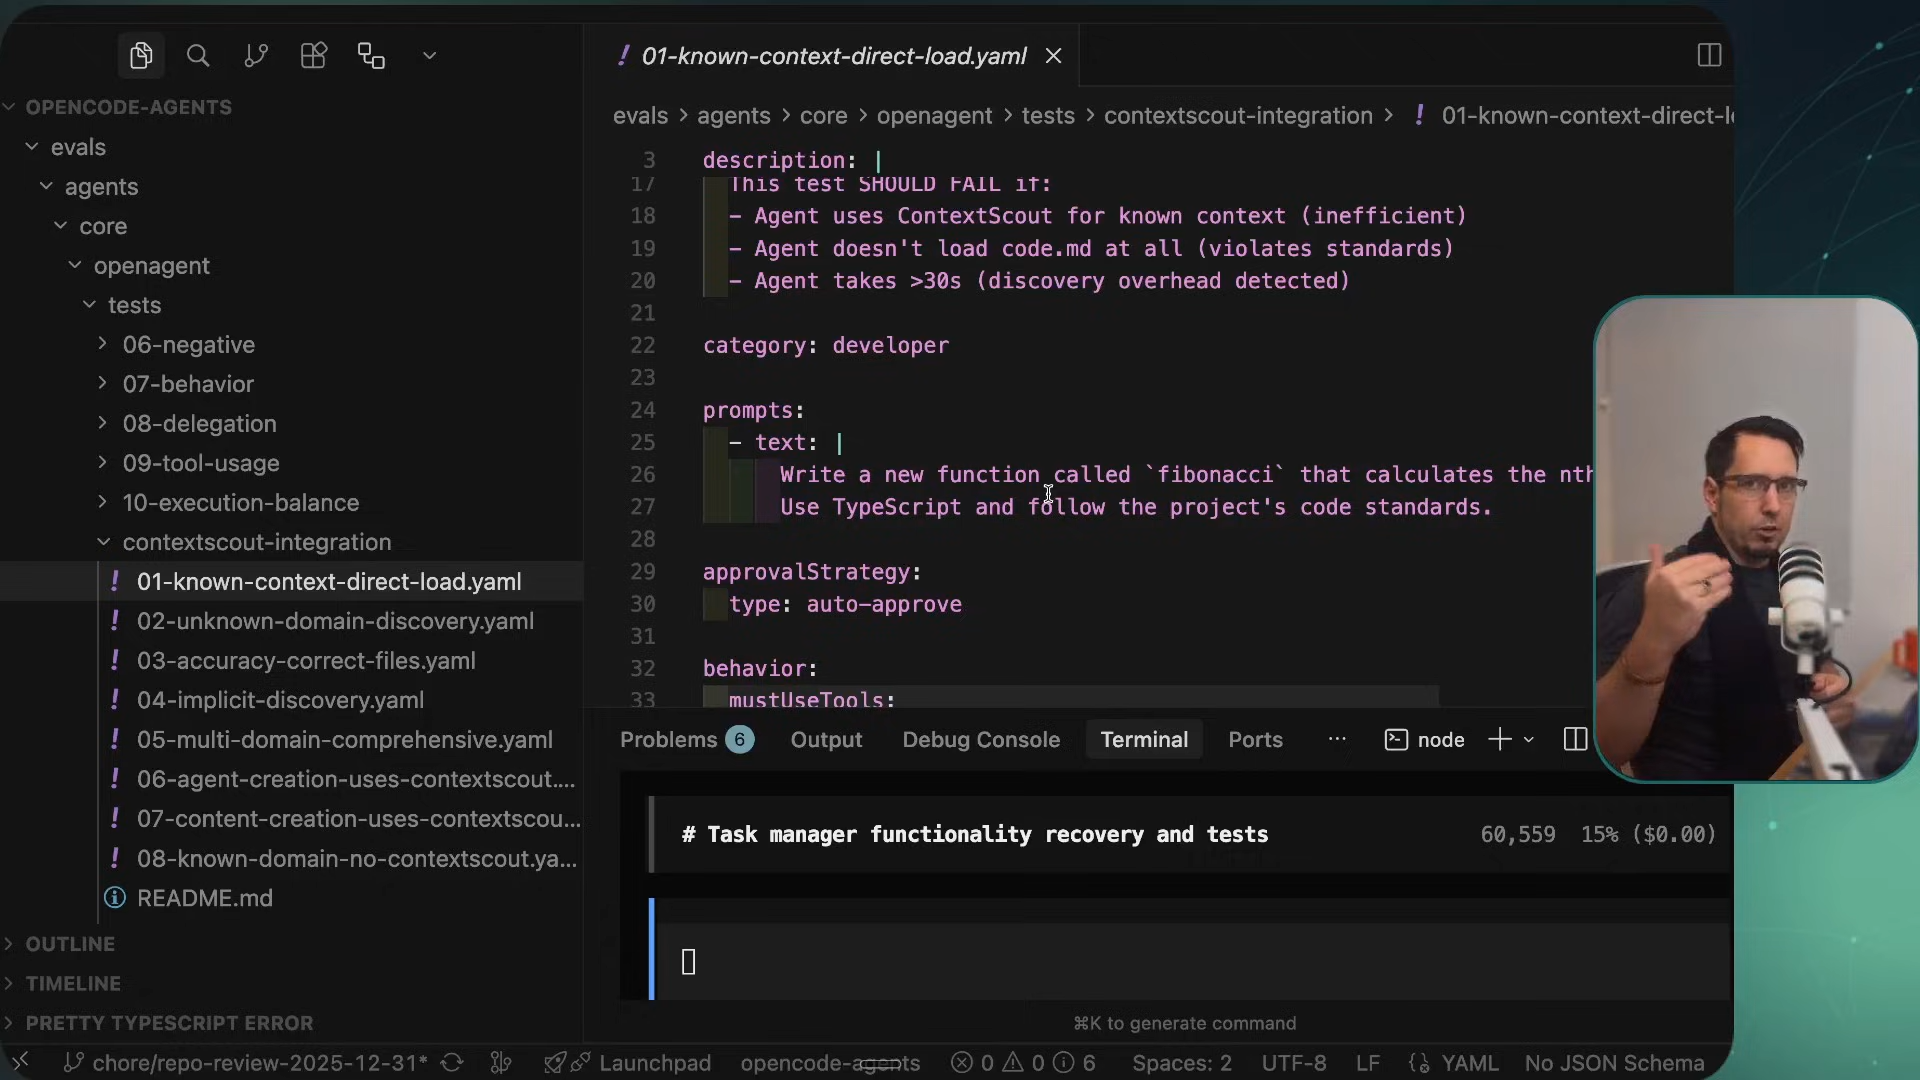 01-known-context-direct-load.yaml
OPENCODE-AGENTS
evals
agents
core
openagent
tests
06-negative
07-behavior
08-delegation
09-tool-usage
10-execution-balance
contextscout-integration
01-known-context-direct-load.yaml
02-unknown-domain-discovery.yaml
03-accuracy-correct-files.yaml
04-implicit-discovery.yaml
05-multi-domain-comprehensive.yaml
06-agent-creation-uses-contextscout....
07-content-creation-uses-contextscou...
08-known-domain-no-contextscout.ya...
README.md
OUTLINE
TIMELINE
PRETTY TYPESCRIPT ERROR
evals > agents > core > openagent > tests > contextscout-integration > ! 01-known-context-direct-l
3 description: |
17 This test SHOULD FAIL if:
18 - Agent uses ContextScout for known context (inefficient)
19 - Agent doesn't load code.md at all (violates standards)
20 - Agent takes >30s (discovery overhead detected)
21
22 category: developer
23
24 prompts:
25 - text: |
26 Write a new function called `fibonacci` that calculates the nth
27 Use TypeScript and follow the project's code standards.
28
29 approvalStrategy:
30 type: auto-approve
31
32 behavior:
33 mustUseTools:
Problems 6 Output Debug Console Terminal Ports ... node
# Task manager functionality recovery and tests 60,559 15% ($0.00)
⌘K to generate command
chore/repo-review-2025-12-31* Launchpad opencode-agents 0 0 6 Spaces: 2 UTF-8 LF {} YAML No JSON Schema